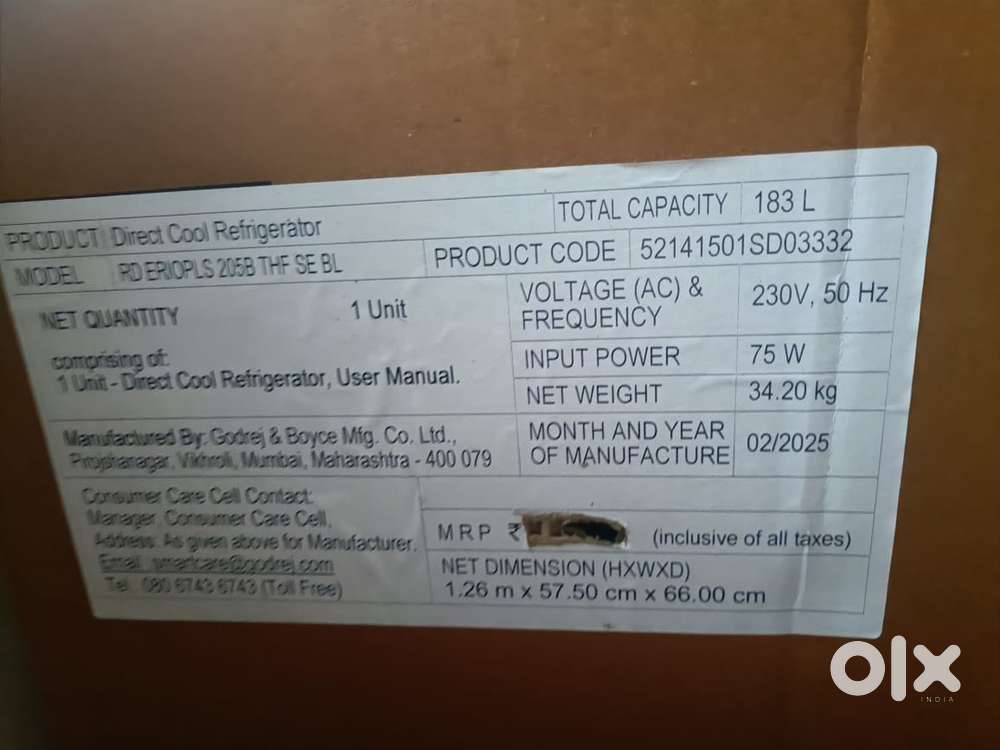 PRODUCT Direct Cool Refrigerator
TOTAL CAPACITY 183 L
MODEL RD ERIOPLS 205B THF SE BL
PRODUCT CODE 52141501SD03332
NET QUANTITY 1 Unit
comprising of:
1 Unit - Direct Cool Refrigerator, User Manual.
VOLTAGE (AC) &
FREQUENCY
230V, 50 Hz
INPUT POWER 75 W
NET WEIGHT 34.20 kg
Manufactured By: Godrej & Boyce Mfg. Co. Ltd.,
Pirojshanagar, Vikhroli, Mumbai, Maharashtra - 400 079
MONTH AND YEAR
OF MANUFACTURE
02/2025
Consumer Care Cell Contact:
Manager, Consumer Care Cell,
Address: As given above for Manufacturer.
Email: smartcare@godrej.com
Tel: 080 6743 6743 (Toll Free)
MRP ₹ (inclusive of all taxes)
NET DIMENSION (HXWXD)
1.26 m x 57.50 cm x 66.00 cm
olx
INDIA